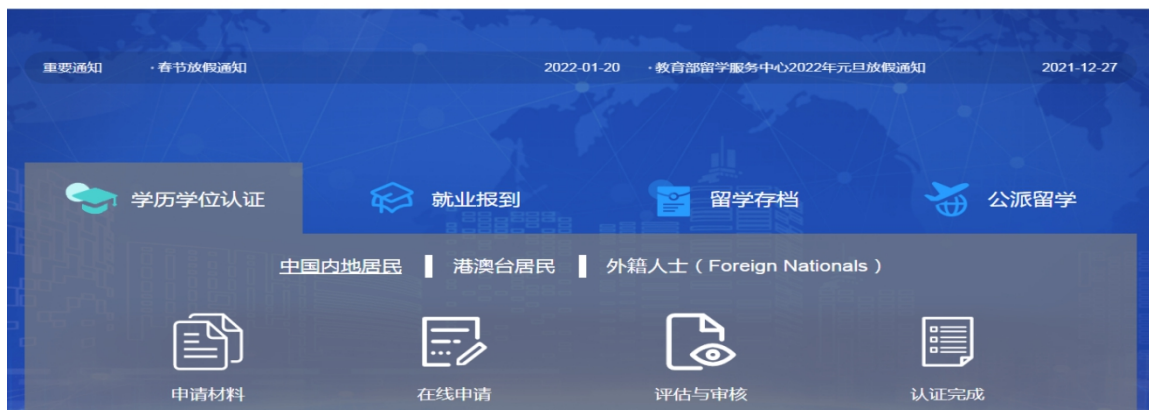 重要通知 ·春节放假通知 2022-01-20 ·教育部留学服务中心2022年元旦放假通知 2021-12-27
学历学位认证 就业报到 留学存档 公派留学
中国内地居民 港澳台居民 外籍人士（Foreign Nationals）
申请材料 在线申请 评估与审核 认证完成